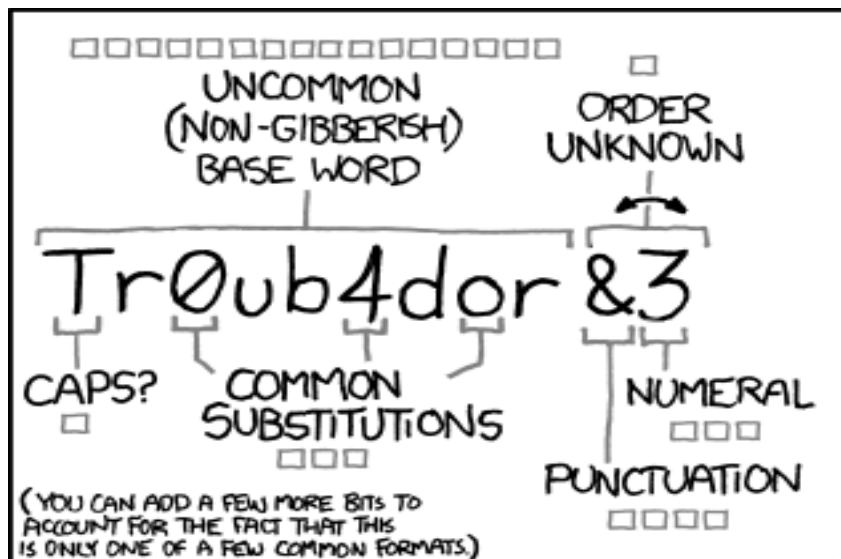 UNCOMMON
(NON-GIBBERISH)
BASE WORD
ORDER
UNKNOWN
Tr0ub4dor &3
CAPS?
COMMON
SUBSTITUTIONS
NUMERAL
PUNCTUATION
(YOU CAN ADD A FEW MORE BITS TO
ACCOUNT FOR THE FACT THAT THIS
IS ONLY ONE OF A FEW COMMON FORMATS.)